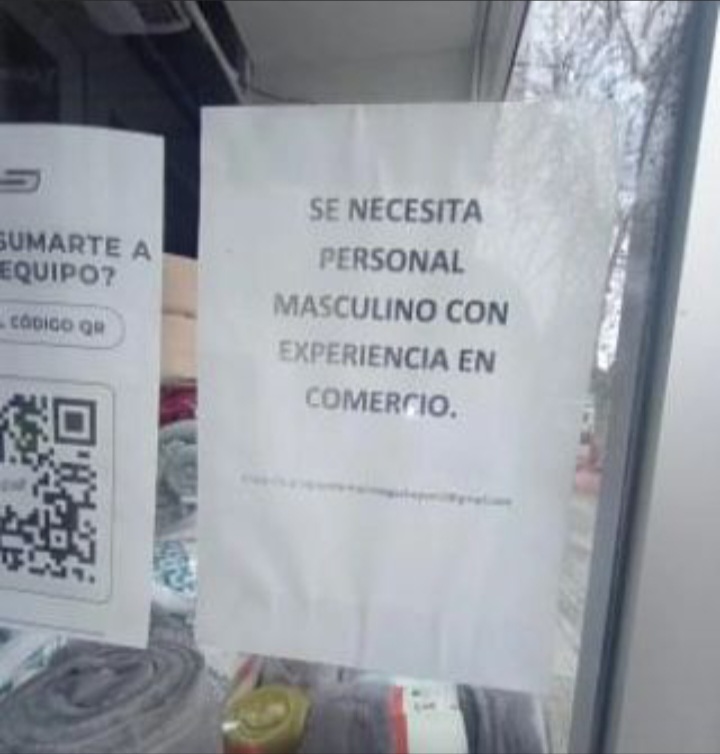 SUMARTE A
EQUIPO?
CÓDIGO QR
SE NECESITA
PERSONAL
MASCULINO CON
EXPERIENCIA EN
COMERCIO.